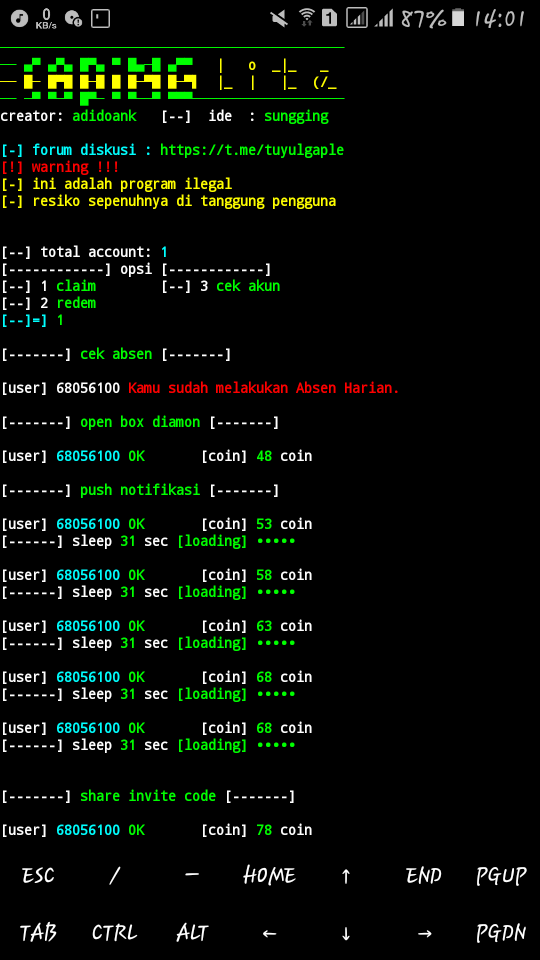 0 KB/s 1 87% 14:01
CAPING Lite
creator: adidoank [--] ide : sungging
[-] forum diskusi : https://t.me/tuyulgaple
[!] warning !!!
[-] ini adalah program ilegal
[-] resiko sepenuhnya di tanggung pengguna
[--] total account: 1
[------------] opsi [------------]
[--] 1 claim [--] 3 cek akun
[--] 2 redem
[--]=] 1
[-------] cek absen [-------]
[user] 68056100 Kamu sudah melakukan Absen Harian.
[-------] open box diamon [-------]
[user] 68056100 OK [coin] 48 coin
[-------] push notifikasi [-------]
[user] 68056100 OK [coin] 53 coin
[------] sleep 31 sec [loading] •••••
[user] 68056100 OK [coin] 58 coin
[------] sleep 31 sec [loading] •••••
[user] 68056100 OK [coin] 63 coin
[------] sleep 31 sec [loading] •••••
[user] 68056100 OK [coin] 68 coin
[------] sleep 31 sec [loading] •••••
[user] 68056100 OK [coin] 68 coin
[------] sleep 31 sec [loading] •••••
[-------] share invite code [-------]
[user] 68056100 OK [coin] 78 coin
ESC / — HOME ↑ END PGUP
TAB CTRL ALT ← ↓ → PGDN